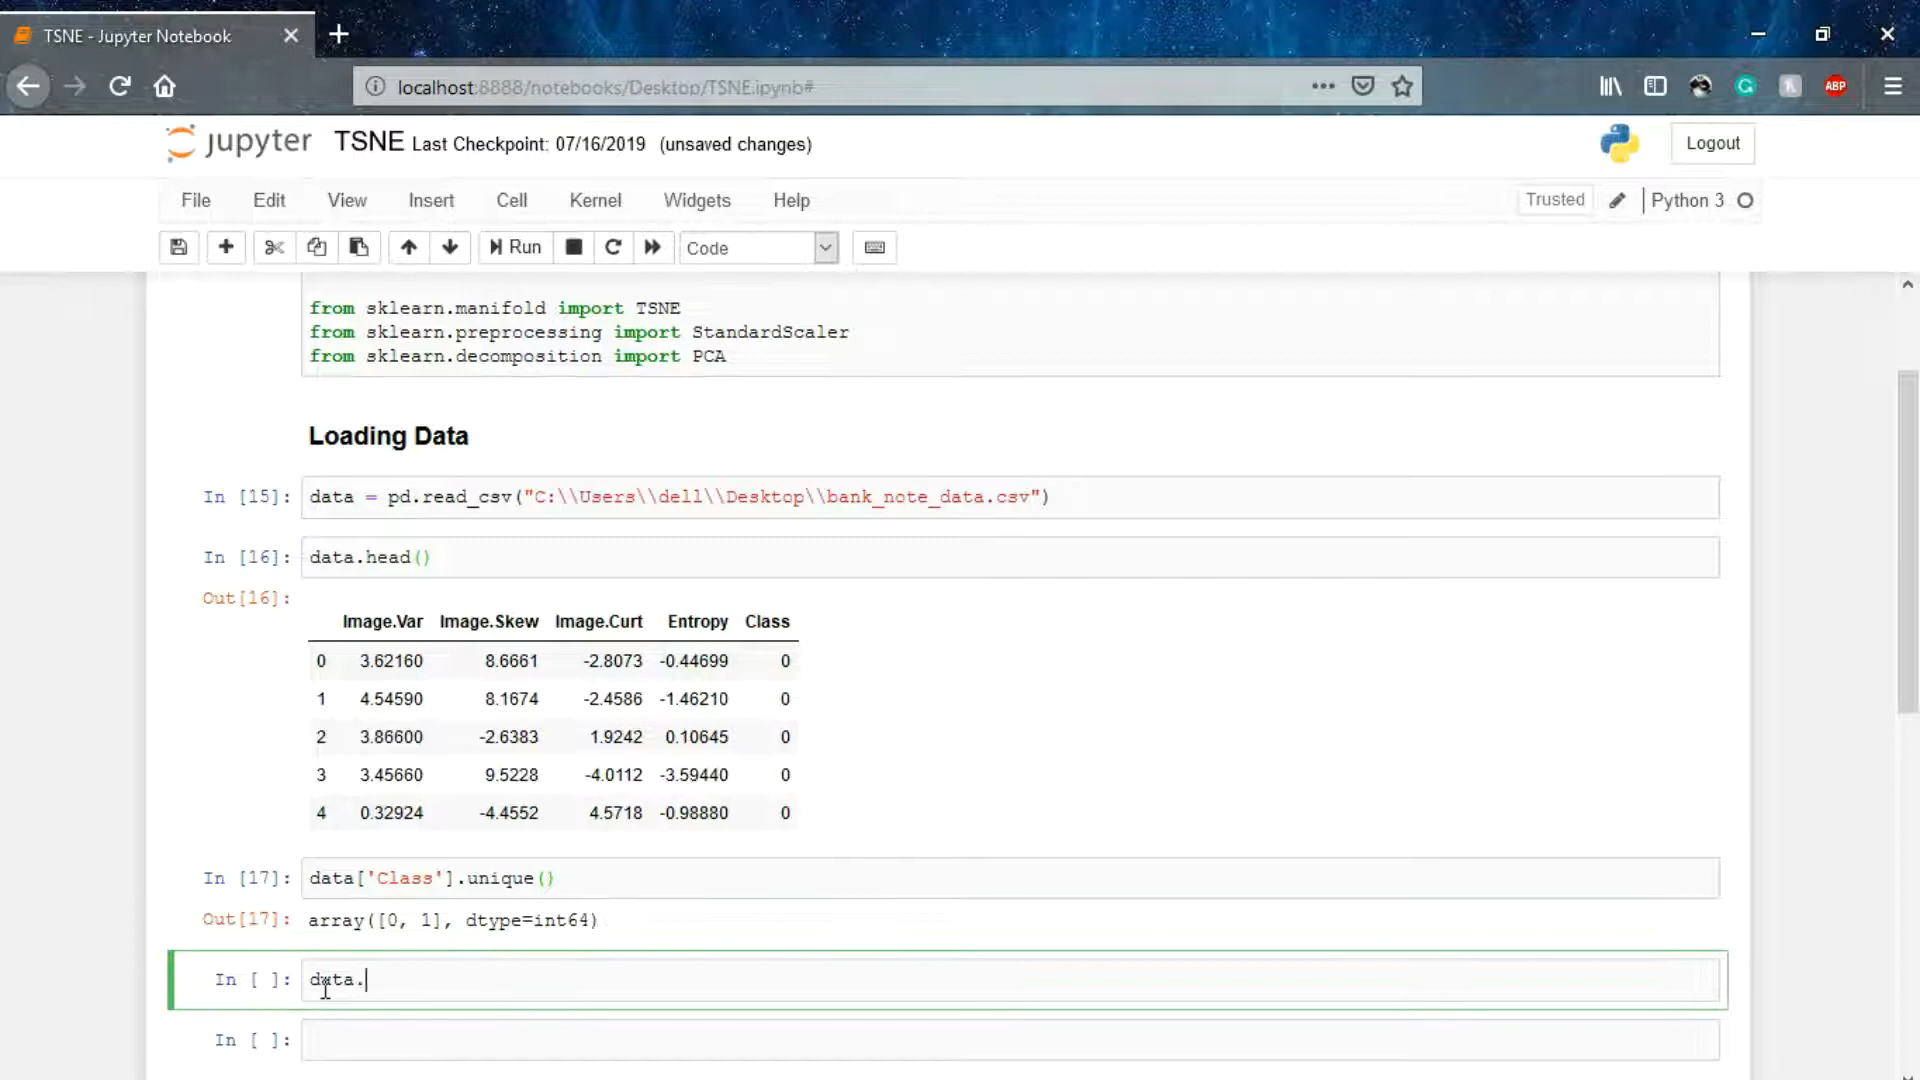 TSNE - Jupyter Notebook
localhost:8888/notebooks/Desktop/TSNE.ipynb#
ABP
jupyter TSNE Last Checkpoint: 07/16/2019 (unsaved changes)
Logout
File Edit View Insert Cell Kernel Widgets Help
Trusted Python 3
Run Code
from sklearn.manifold import TSNE
from sklearn.preprocessing import StandardScaler
from sklearn.decomposition import PCA
Loading Data
In [15]: data = pd.read_csv("C:\\Users\\dell\\Desktop\\bank_note_data.csv")
In [16]: data.head()
Out[16]:
Image.Var Image.Skew Image.Curt Entropy Class
0 3.62160 8.6661 -2.8073 -0.44699 0
1 4.54590 8.1674 -2.4586 -1.46210 0
2 3.86600 -2.6383 1.9242 0.10645 0
3 3.45660 9.5228 -4.0112 -3.59440 0
4 0.32924 -4.4552 4.5718 -0.98880 0
In [17]: data['Class'].unique()
Out[17]: array([0, 1], dtype=int64)
In [ ]: data.
In [ ]: